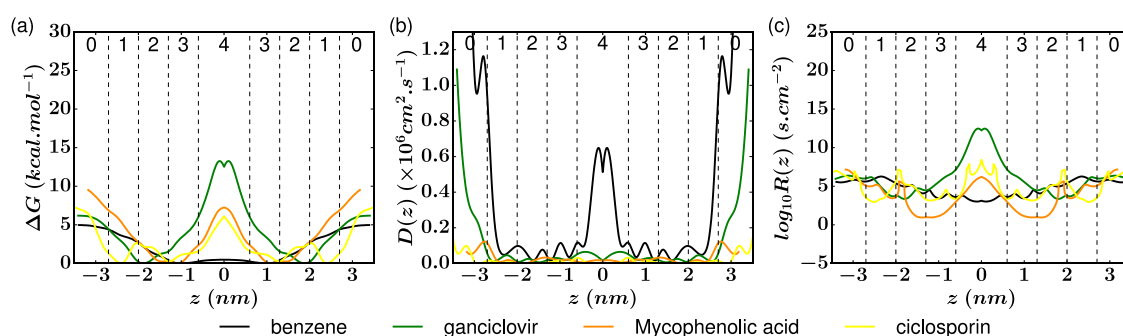 (a)
ΔG (kcal.mol⁻¹)
30
25
20
15
10
5
0
0 1 2 3 4 3 2 1 0
−3 −2 −1 0 1 2 3
z (nm)
(b)
D(z) (×10⁶cm².s⁻¹)
1.2
1.0
0.8
0.6
0.4
0.2
0.0
0 1 2 3 4 3 2 1 0
−3 −2 −1 0 1 2 3
z (nm)
(c)
log₁₀R(z) (s.cm⁻²)
25
20
15
10
5
0
−5
0 1 2 3 4 3 2 1 0
−3 −2 −1 0 1 2 3
z (nm)
benzene ganciclovir Mycophenolic acid ciclosporin